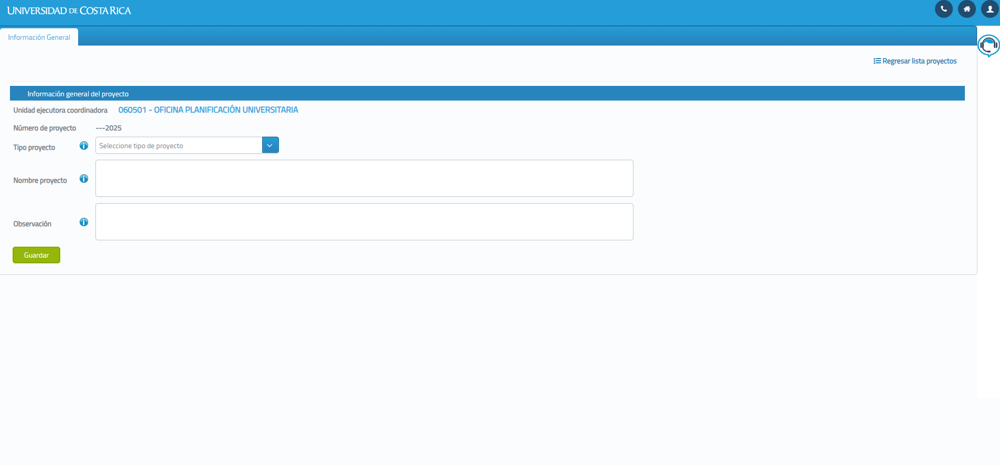 UNIVERSIDAD DE COSTA RICA
Información General
Regresar lista proyectos
Información general del proyecto
Unidad ejecutora coordinadora 060501 - OFICINA PLANIFICACIÓN UNIVERSITARIA
Número de proyecto ---2025
Tipo proyecto Seleccione tipo de proyecto
Nombre proyecto
Observación
Guardar